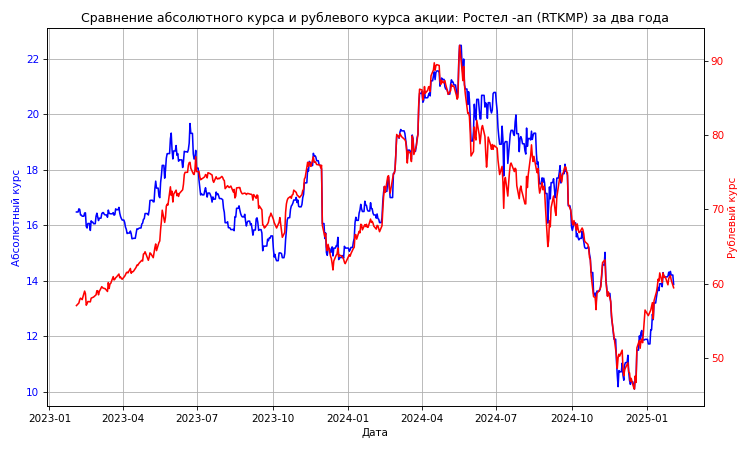 Сравнение абсолютного курса и рублевого курса акции: Ростел -ап (RTKMP) за два года
Абсолютный курс
22
20
18
16
14
12
10
90
80
70
60
50
Рублевый курс
2023-01 2023-04 2023-07 2023-10 2024-01 2024-04 2024-07 2024-10 2025-01
Дата